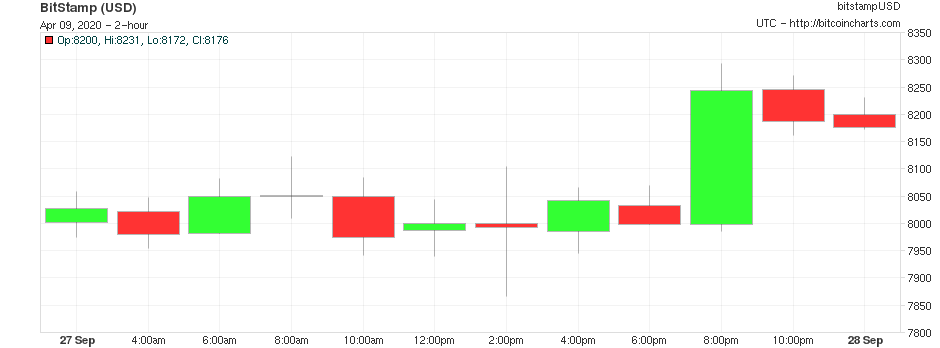 BitStamp (USD)
bitstampUSD
Apr 09, 2020 - 2-hour
UTC - http://bitcoincharts.com
Op:8200, Hi:8231, Lo:8172, Cl:8176
8350
8300
8250
8200
8150
8100
8050
8000
7950
7900
7850
7800
27 Sep 4:00am 6:00am 8:00am 10:00am 12:00pm 2:00pm 4:00pm 6:00pm 8:00pm 10:00pm 28 Sep